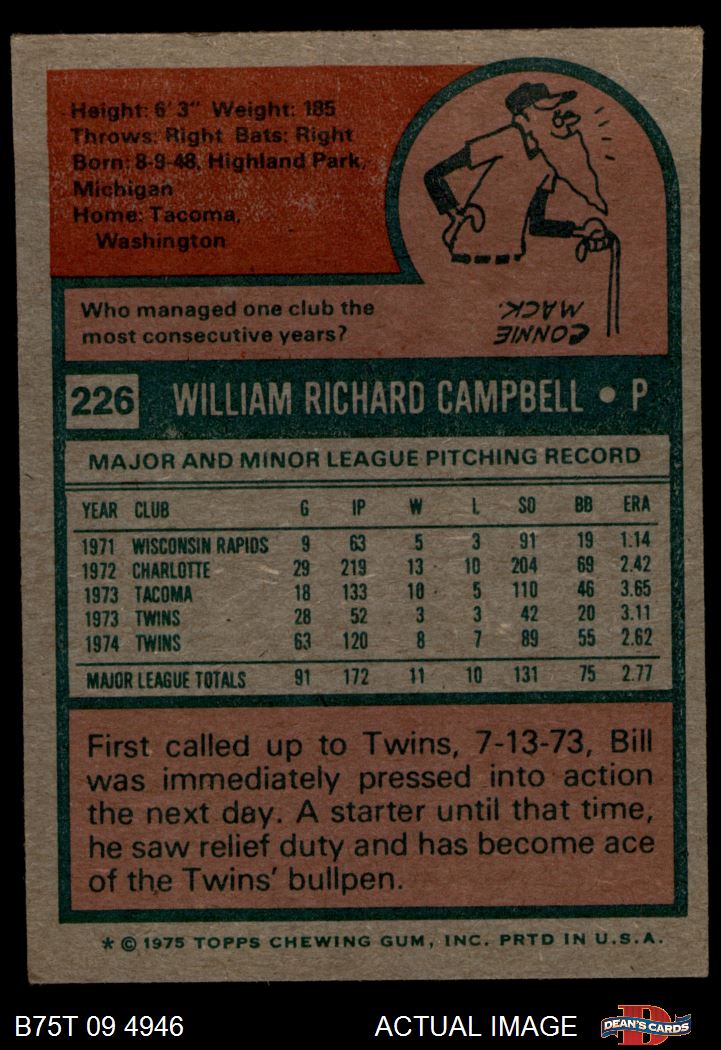 Height: 6' 3" Weight: 185
Throws: Right Bats: Right
Born: 8-9-48, Highland Park,
Michigan
Home: Tacoma,
Washington
Who managed one club the
most consecutive years?
CONNIE
MACK.
226 WILLIAM RICHARD CAMPBELL • P
MAJOR AND MINOR LEAGUE PITCHING RECORD
YEAR CLUB G IP W L SO BB ERA
1971 WISCONSIN RAPIDS 9 63 5 3 91 19 1.14
1972 CHARLOTTE 29 219 13 10 204 69 2.42
1973 TACOMA 18 133 10 5 110 46 3.65
1973 TWINS 28 52 3 3 42 20 3.11
1974 TWINS 63 120 8 7 89 55 2.62
MAJOR LEAGUE TOTALS 91 172 11 10 131 75 2.77
First called up to Twins, 7-13-73, Bill
was immediately pressed into action
the next day. A starter until that time,
he saw relief duty and has become ace
of the Twins' bullpen.
* © 1975 TOPPS CHEWING GUM, INC. PRTD IN U.S.A.
B75T 09 4946 ACTUAL IMAGE DEAN'S CARDS